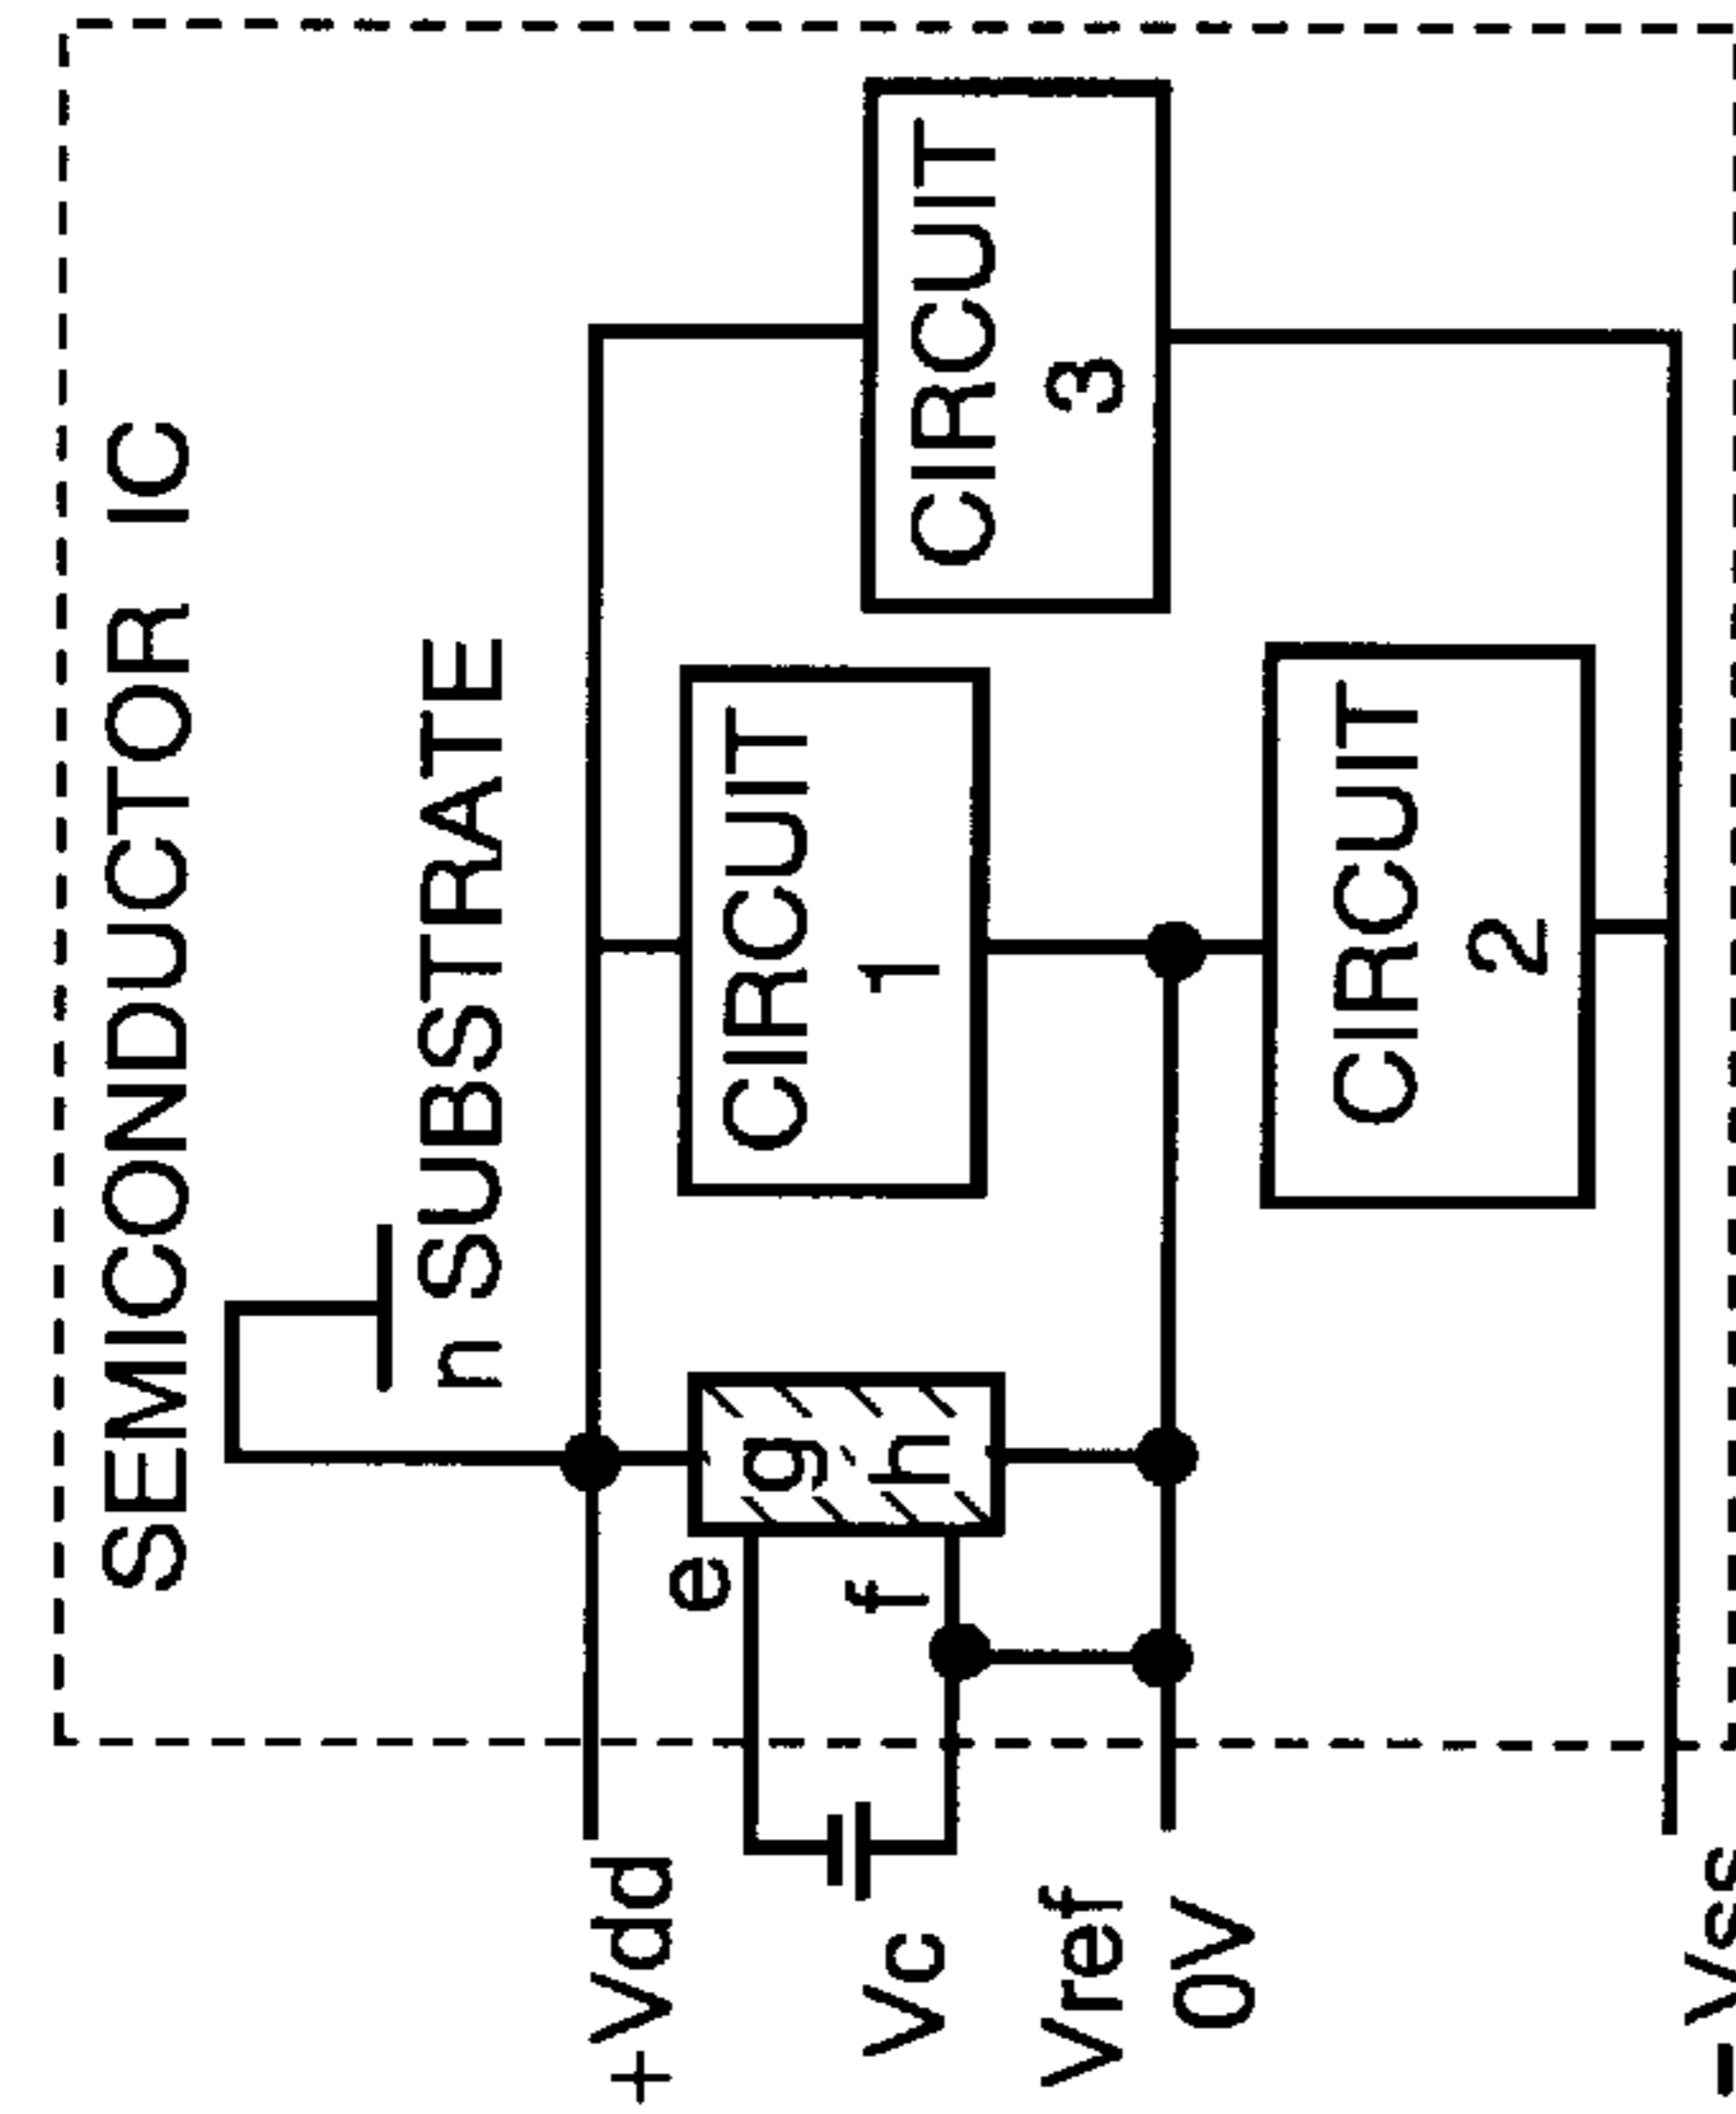 SEMICONDUCTOR IC
n SUBSTRATE
+Vdd
e
g, h
f
CIRCUIT
1
CIRCUIT
3
Vc
Vref
0V
CIRCUIT
2
-Vss